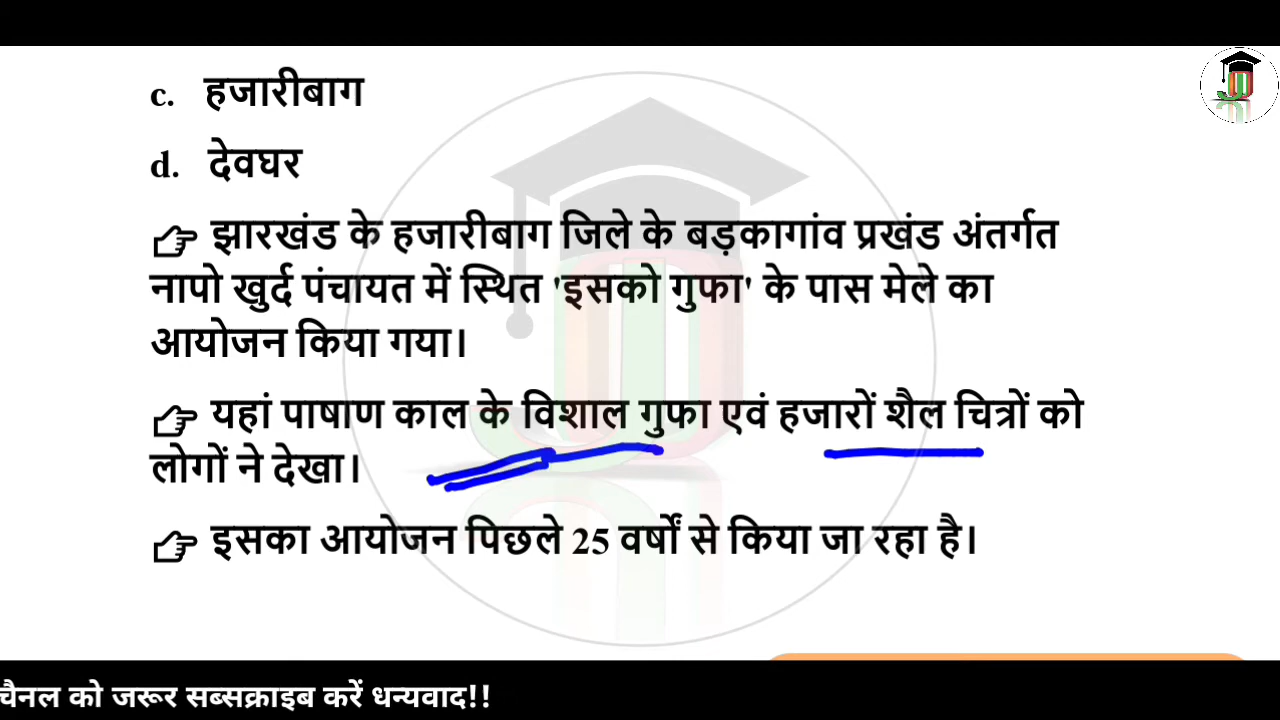 c. हजारीबाग
d. देवघर
👉 झारखंड के हजारीबाग जिले के बड़कागांव प्रखंड अंतर्गत
नापो खुर्द पंचायत में स्थित 'इसको गुफा' के पास मेले का
आयोजन किया गया।
👉 यहां पाषाण काल के विशाल गुफा एवं हजारों शैल चित्रों को
लोगों ने देखा।
👉 इसका आयोजन पिछले 25 वर्षों से किया जा रहा है।
चैनल को जरूर सब्सक्राइब करें धन्यवाद!!